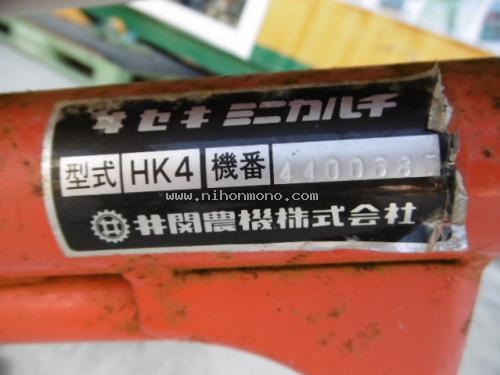 ヰセキ ミニカルチ
型式 HK4 機番 440068
www.nihonmono.com
井関農機株式会社